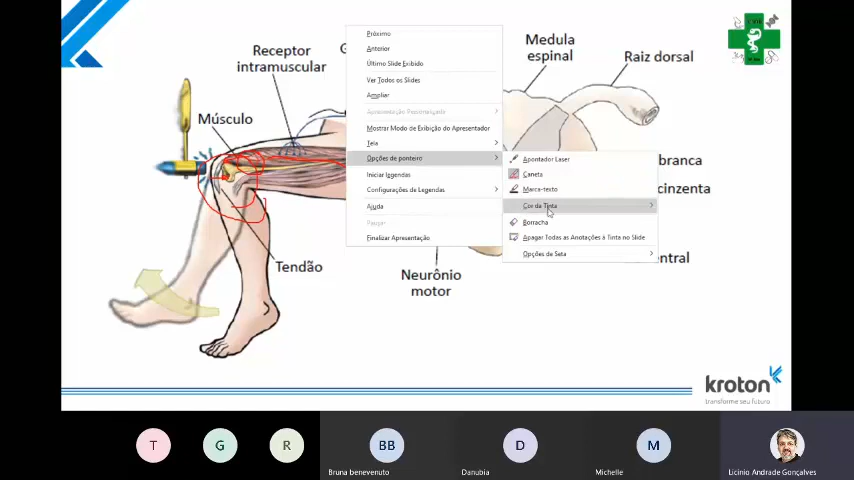 Receptor
intramuscular
Músculo
Tendão
Próximo
Anterior
Último Slide Exibido
Ver Todos os Slides
Ampliar
Apresentação Personalizada
Mostrar Modo de Exibição do Apresentador
Tela
Opções de ponteiro
Iniciar legendas
Configurações de Legendas
Ajuda
Pausar
Finalizar Apresentação
Apontador Laser
Caneta
Marca-texto
Cor da Tinta
Borracha
Apagar Todas as Anotações à Tinta no Slide
Opções de Seta
Medula
espinal
Raiz dorsal
branca
cinzenta
entral
Neurônio
motor
kroton
transforme seu futuro
T
G
R
BB
Bruna benevenuto
D
Danubia
M
Michelle
Licinio Andrade Gonçalves